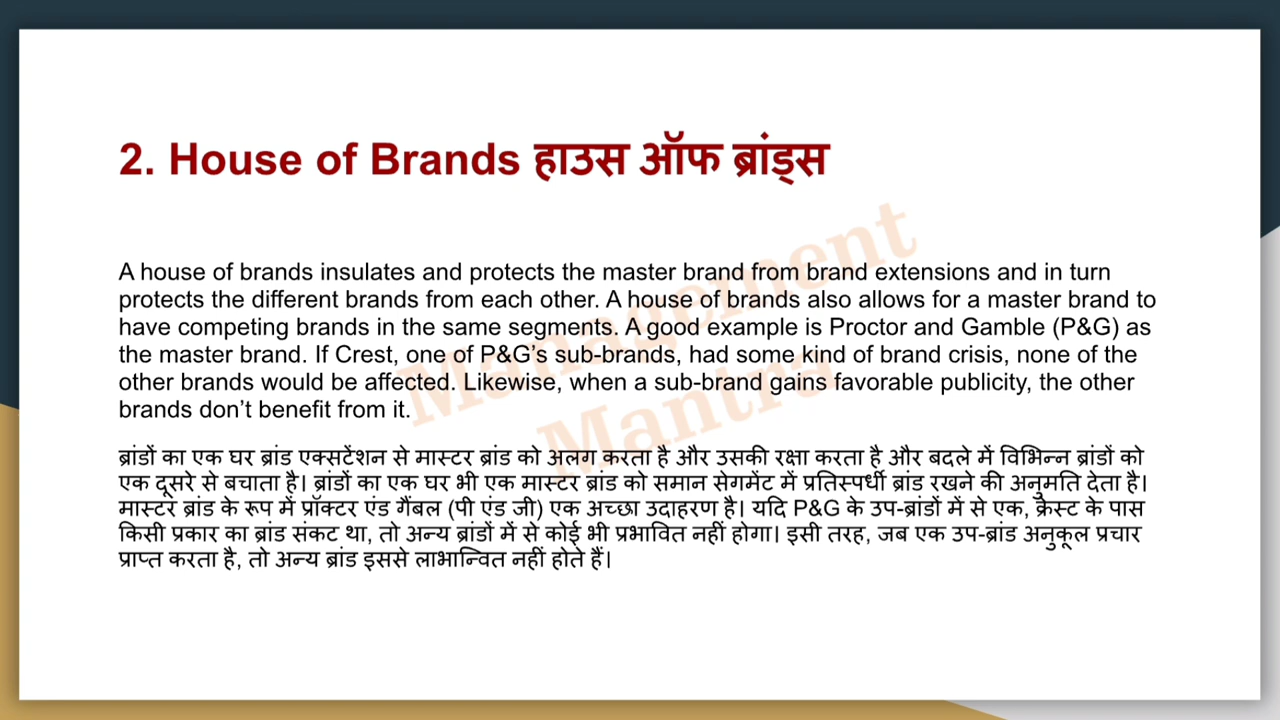 2. House of Brands हाउस ऑफ ब्रांड्स
A house of brands insulates and protects the master brand from brand extensions and in turn
protects the different brands from each other. A house of brands also allows for a master brand to
have competing brands in the same segments. A good example is Proctor and Gamble (P&G) as
the master brand. If Crest, one of P&G’s sub-brands, had some kind of brand crisis, none of the
other brands would be affected. Likewise, when a sub-brand gains favorable publicity, the other
brands don’t benefit from it.
ब्रांडों का एक घर ब्रांड एक्सटेंशन से मास्टर ब्रांड को अलग करता है और उसकी रक्षा करता है और बदले में विभिन्न ब्रांडों को
एक दूसरे से बचाता है। ब्रांडों का एक घर भी एक मास्टर ब्रांड को समान सेगमेंट में प्रतिस्पर्धी ब्रांड रखने की अनुमति देता है।
मास्टर ब्रांड के रूप में प्रॉक्टर एंड गैंबल (पी एंड जी) एक अच्छा उदाहरण है। यदि P&G के उप-ब्रांडों में से एक, क्रेस्ट के पास
किसी प्रकार का ब्रांड संकट था, तो अन्य ब्रांडों में से कोई भी प्रभावित नहीं होगा। इसी तरह, जब एक उप-ब्रांड अनुकूल प्रचार
प्राप्त करता है, तो अन्य ब्रांड इससे लाभान्वित नहीं होते हैं।
Management
Mantra